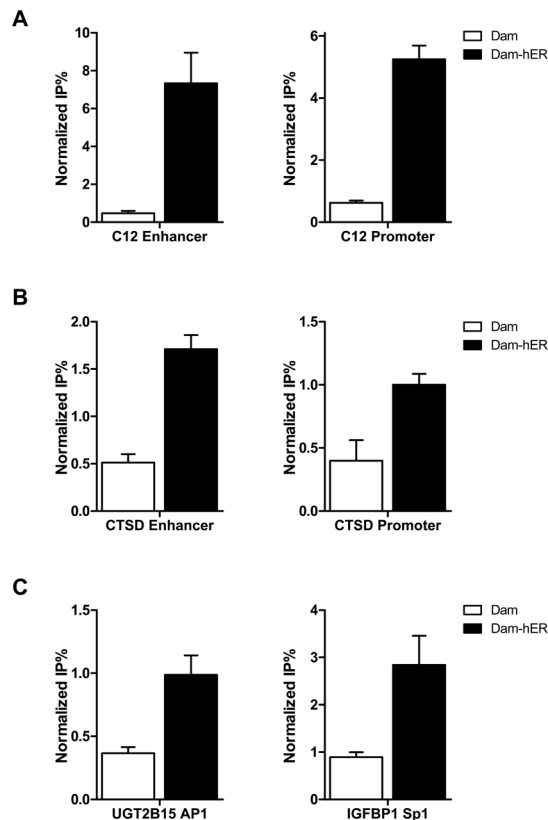 A
Normalized IP%
10
8
6
4
2
0
C12 Enhancer
Normalized IP%
6
4
2
0
C12 Promoter
Dam
Dam-hER
B
Normalized IP%
2.0
1.5
1.0
0.5
0.0
CTSD Enhancer
Normalized IP%
1.5
1.0
0.5
0.0
CTSD Promoter
Dam
Dam-hER
C
Normalized IP%
1.5
1.0
0.5
0.0
UGT2B15 AP1
Normalized IP%
4
3
2
1
0
IGFBP1 Sp1
Dam
Dam-hER